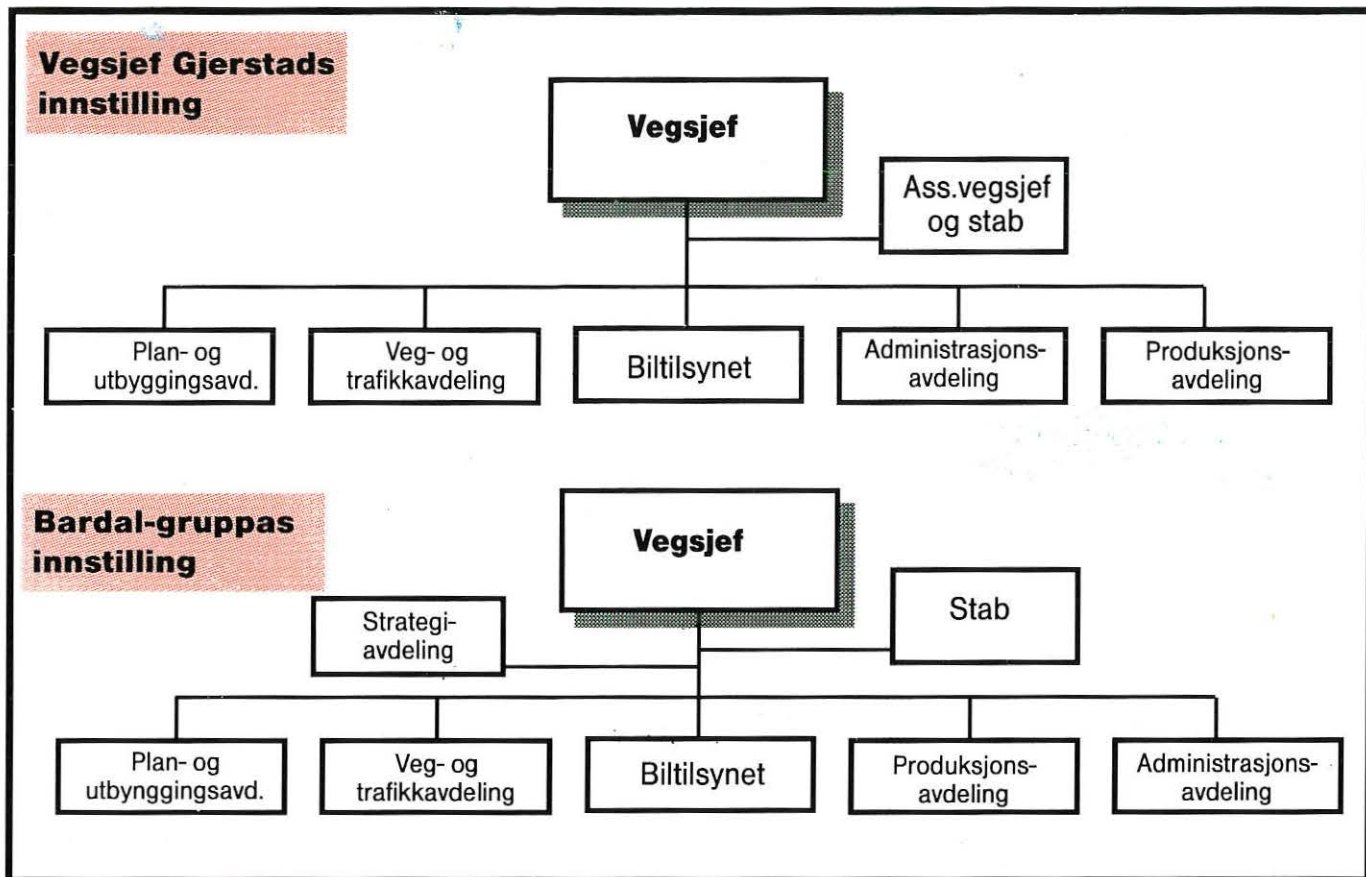 Vegsjef Gjerstads
innstilling
Vegsjef
Ass.vegsjef
og stab
Plan- og
utbyggingsavd.
Veg- og
trafikkavdeling
Biltilsynet
Administrasjons-
avdeling
Produksjons-
avdeling
Bardal-gruppas
innstilling
Vegsjef
Strategi-
avdeling
Stab
Plan- og
utbynggingsavd.
Veg- og
trafikkavdeling
Biltilsynet
Produksjons-
avdeling
Administrasjons-
avdeling